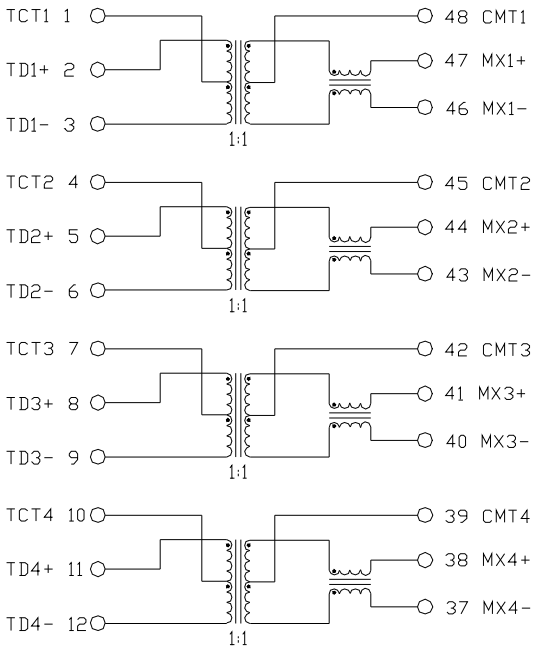 TCT1 1 48 CMT1
TD1+ 2 47 MX1+
TD1- 3 46 MX1-
1:1
TCT2 4 45 CMT2
TD2+ 5 44 MX2+
TD2- 6 43 MX2-
1:1
TCT3 7 42 CMT3
TD3+ 8 41 MX3+
TD3- 9 40 MX3-
1:1
TCT4 10 39 CMT4
TD4+ 11 38 MX4+
TD4- 12 37 MX4-
1:1